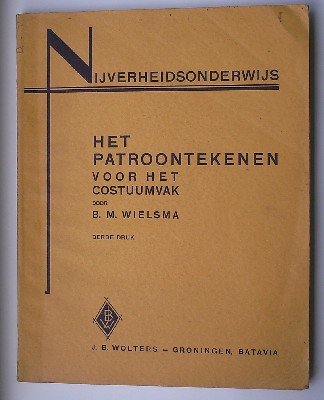 NIJVERHEIDSONDERWIJS
HET
PATROONTEKENEN
VOOR HET
COSTUUMVAK
DOOR
B. M. WIELSMA
DERDE DRUK
J B W
J. B. WOLTERS – GRONINGEN, BATAVIA